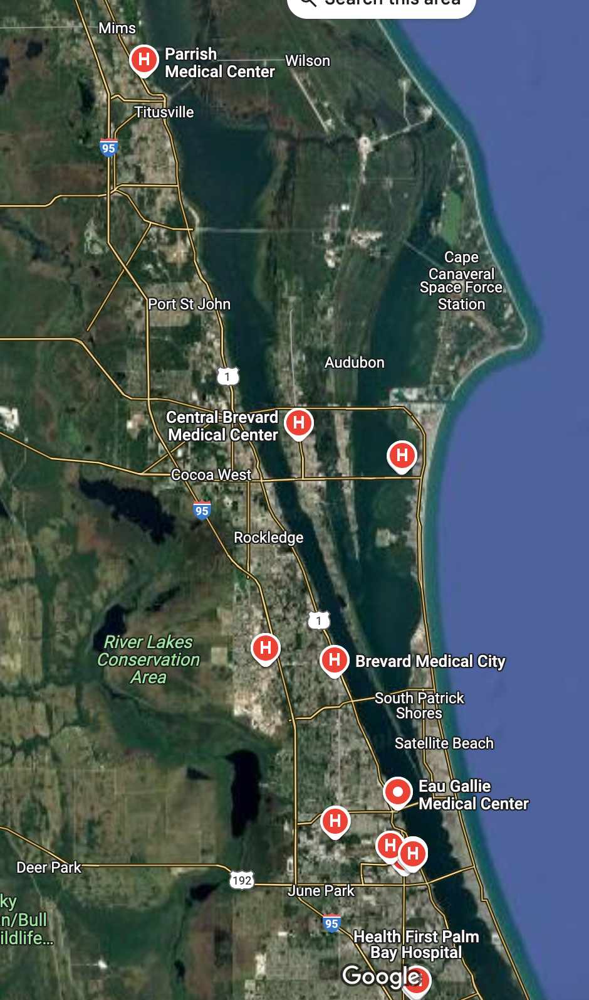 Search this area
Mims
H
Parrish
Medical Center
Wilson
Titusville
95
Cape
Canaveral
Space Force
Station
Port St John
Audubon
1
Central Brevard
Medical Center
H
H
Cocoa West
95
Rockledge
1
River Lakes
Conservation
Area
H
H
Brevard Medical City
South Patrick
Shores
Satellite Beach
Eau Gallie
Medical Center
H
H
H
Deer Park
192
June Park
ky
n/Bull
ildlife...
95
Health First Palm
Bay Hospital
Google